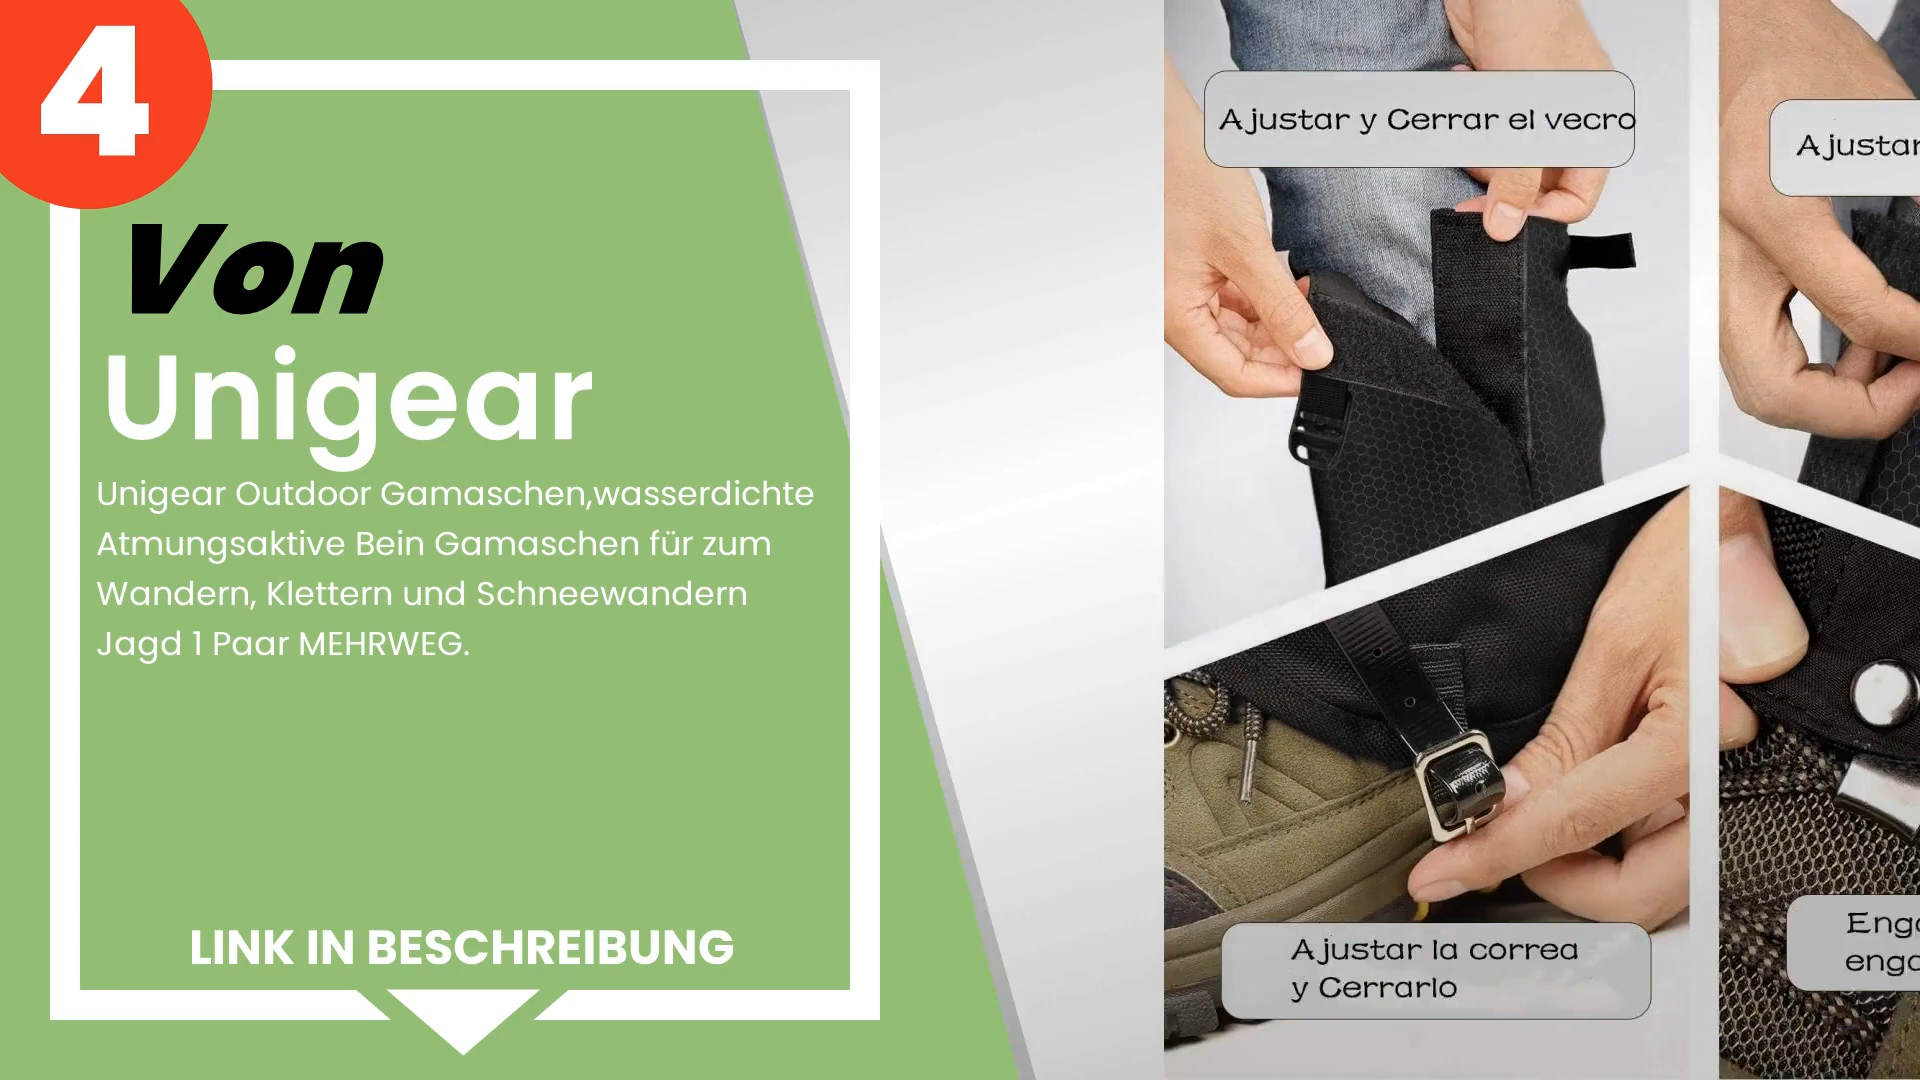 4
Von
Unigear
Unigear Outdoor Gamaschen,wasserdichte
Atmungsaktive Bein Gamaschen für zum
Wandern, Klettern und Schneewandern
Jagd 1 Paar MEHRWEG.
LINK IN BESCHREIBUNG
Ajustar y Cerrar el vecro
Ajustar la correa
y Cerrarlo
Ajustar